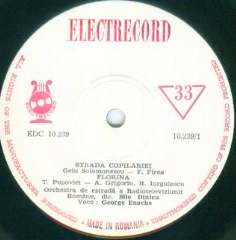 ELECTRECORD
33
EDC 10.239
10.239/1
STRADA COPILĂRIEI
Gelu Solomonescu — F. Firea
FLORINA
T. Popovici — A. Grigoriu, R. Iorgulescu
Orchestra de estradă a Radioteleviziunii
Romîne, dir. Sile Dinicu
Voce: George Enache
MADE IN ROMANIA